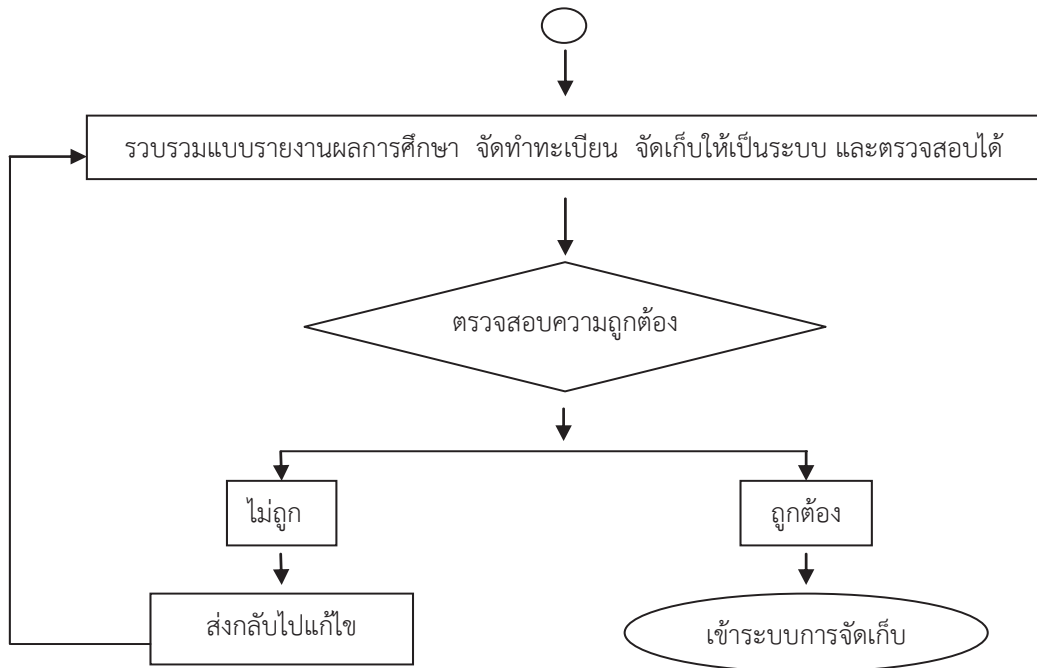 รวบรวมแบบรายงานผลการศึกษา จัดทำทะเบียน จัดเก็บให้เป็นระบบ และตรวจสอบได้
ตรวจสอบความถูกต้อง
ไม่ถูก
ถูกต้อง
ส่งกลับไปแก้ไข
เข้าระบบการจัดเก็บ